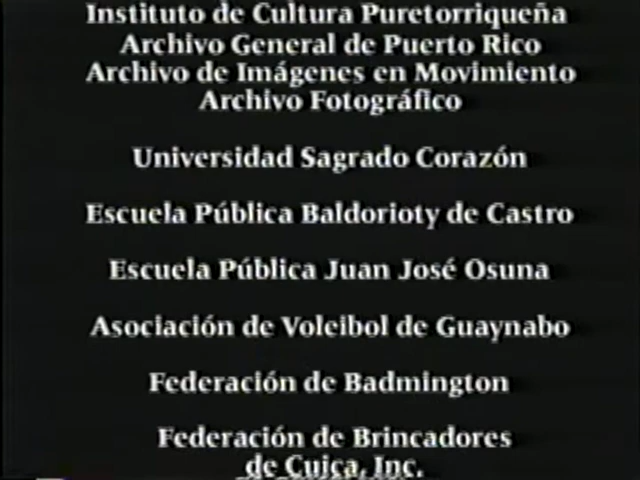 Instituto de Cultura Puretorriqueña
Archivo General de Puerto Rico
Archivo de Imágenes en Movimiento
Archivo Fotográfico
Universidad Sagrado Corazón
Escuela Pública Baldorioty de Castro
Escuela Pública Juan José Osuna
Asociación de Voleibol de Guaynabo
Federación de Badmington
Federación de Brincadores
de Cuica, Inc.